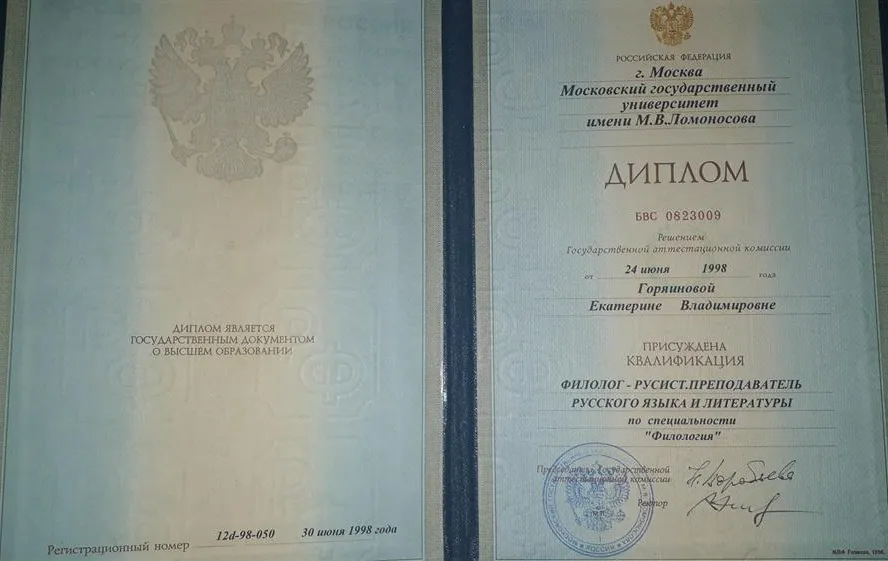 ДИПЛОМ ЯВЛЯЕТСЯ
ГОСУДАРСТВЕННЫМ ДОКУМЕНТОМ
О ВЫСШЕМ ОБРАЗОВАНИИ
Регистрационный номер 12d-98-050 30 июня 1998 года
РОССИЙСКАЯ ФЕДЕРАЦИЯ
г. Москва
Московский государственный
университет
имени М.В.Ломоносова
ДИПЛОМ
БВС 0823009
Решением
Государственной аттестационной комиссии
от 24 июня 1998 года
Горяиновой
Екатерине Владимировне
ПРИСУЖДЕНА
КВАЛИФИКАЦИЯ
ФИЛОЛОГ - РУСИСТ.ПРЕПОДАВАТЕЛЬ
РУССКОГО ЯЗЫКА И ЛИТЕРАТУРЫ
по специальности
"Филология"
Председатель Государственной
аттестационной комиссии
Ректор
М.П.
РОССИЯ